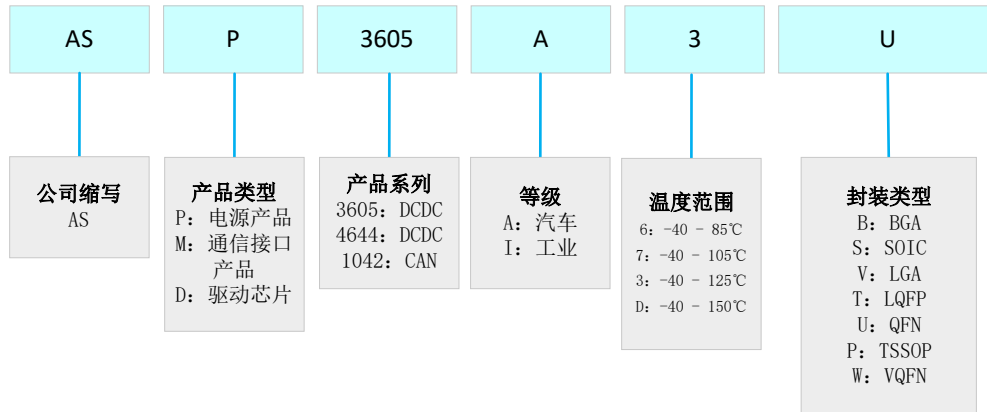 AS P 3605 A 3 U
公司缩写
AS
产品类型
P: 电源产品
M: 通信接口
产品
D: 驱动芯片
产品系列
3605: DCDC
4644: DCDC
1042: CAN
等级
A: 汽车
I: 工业
温度范围
6: -40 - 85℃
7: -40 - 105℃
3: -40 - 125℃
D: -40 - 150℃
封装类型
B: BGA
S: SOIC
V: LGA
T: LQFP
U: QFN
P: TSSOP
W: VQFN